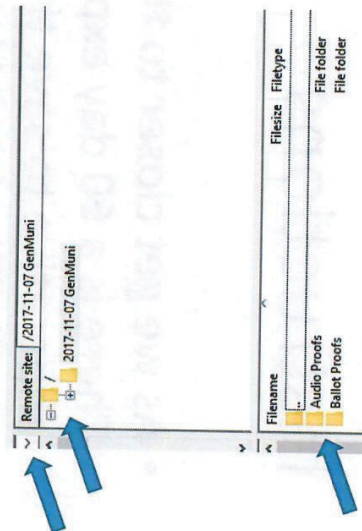 Remote site: /2017-11-07 GenMuni
/
2017-11-07 GenMuni
Filename Filesize Filetype
..
Audio Proofs File folder
Ballot Proofs File folder